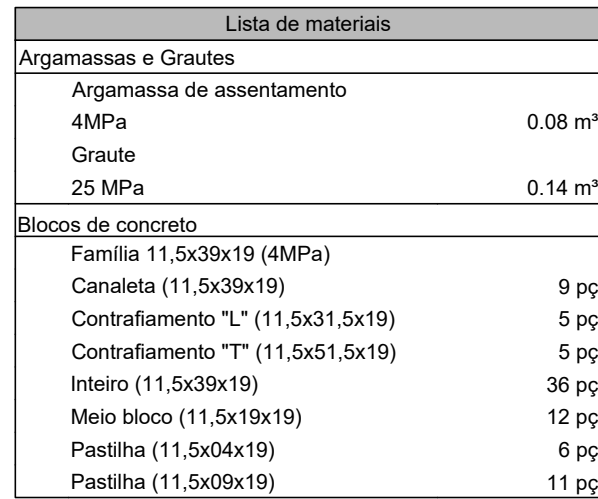 Lista de materiais
Argamassas e Grautes
Argamassa de assentamento
4MPa 0.08 m³
Graute
25 MPa 0.14 m³
Blocos de concreto
Família 11,5x39x19 (4MPa)
Canaleta (11,5x39x19) 9 pç
Contrafiamento "L" (11,5x31,5x19) 5 pç
Contrafiamento "T" (11,5x51,5x19) 5 pç
Inteiro (11,5x39x19) 36 pç
Meio bloco (11,5x19x19) 12 pç
Pastilha (11,5x04x19) 6 pç
Pastilha (11,5x09x19) 11 pç